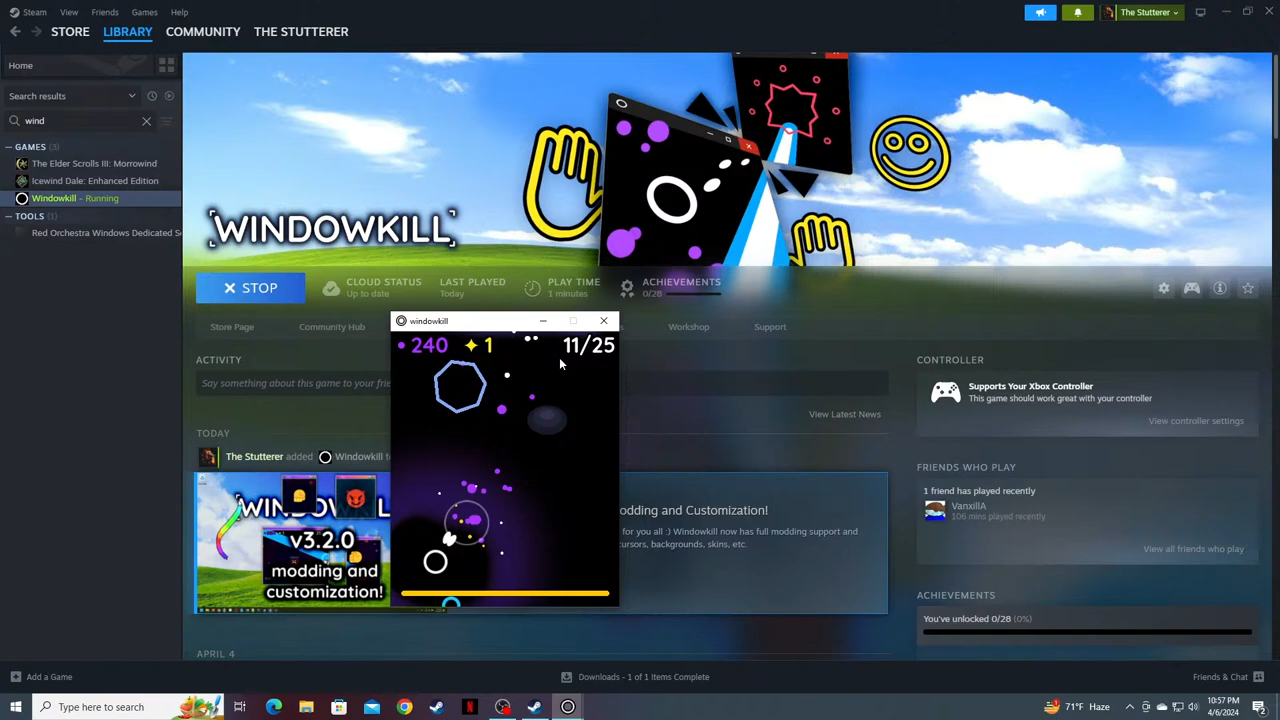 Steam View Friends Games Help
The Stutterer
STORE LIBRARY COMMUNITY THE STUTTERER
Home
Search results
wind
GAMES (3)
The Elder Scrolls III: Morrowind
Icewind Dale: Enhanced Edition
Windowkill - Running
TOOLS (1)
Red Orchestra Windows Dedicated Se
WINDOWKILL
STOP
CLOUD STATUS
Up to date
LAST PLAYED
Today
PLAY TIME
1 minutes
ACHIEVEMENTS
0/28
Store Page Community Hub Workshop Support
windowkill
240 1 11/25
ACTIVITY
Say something about this game to your frie
View Latest News
TODAY
The Stutterer added Windowkill
v3.2.0
modding and
customization!
odding and Customization!
for you all :) Windowkill now has full modding support and
ursors, backgrounds, skins, etc.
APRIL 4
CONTROLLER
Supports Your Xbox Controller
This game should work great with your controller
View controller settings
FRIENDS WHO PLAY
1 friend has played recently
VanxillA
106 mins played recently
View all friends who play
ACHIEVEMENTS
You've unlocked 0/28 (0%)
Add a Game
Downloads - 1 of 1 Items Complete
Friends & Chat
Type here to search
71°F Haze
10:57 PM
4/6/2024